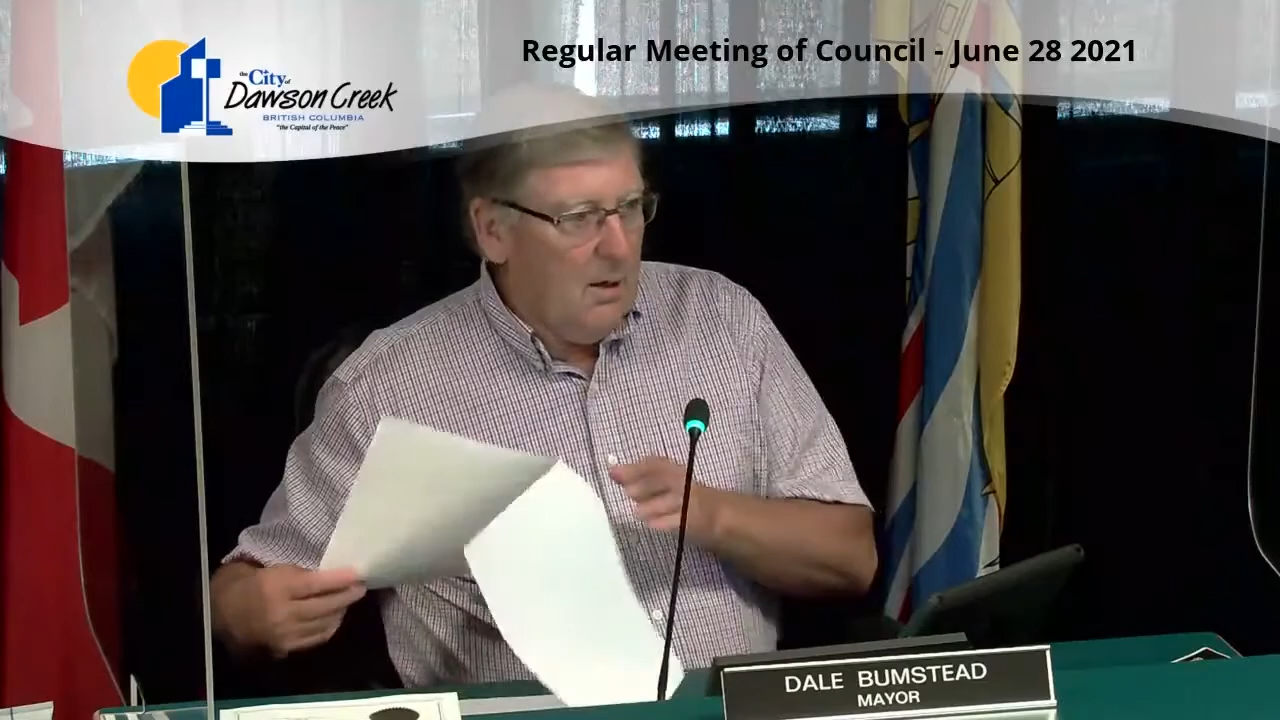 Regular Meeting of Council - June 28 2021
the City of
Dawson Creek
BRITISH COLUMBIA
"the Capital of the Peace"
DALE BUMSTEAD
MAYOR